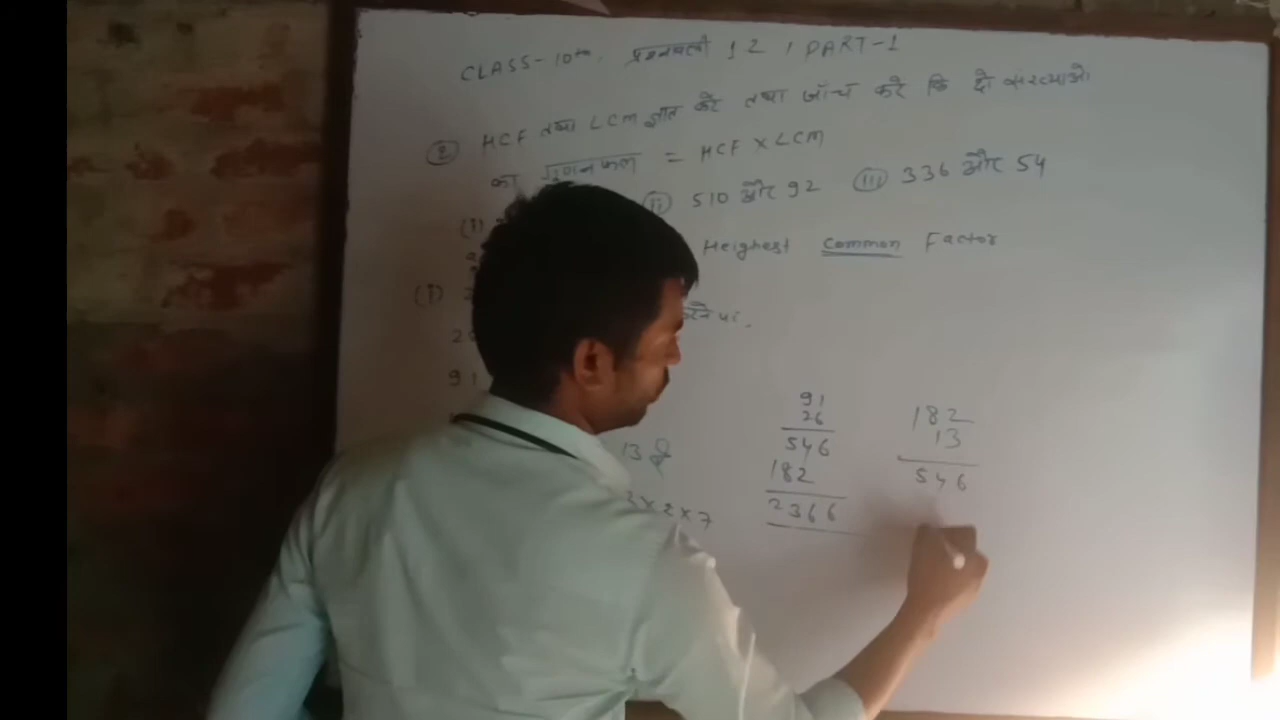 CLASS-10th. प्रश्नावली 1.2, PART-1
② HCF तथा LCM ज्ञात करें तथा जाँच करें कि दो संख्याओं
का गुणनफल = HCF X LCM
(i) (ii) 510 और 92 (iii) 336 और 54
Heighest Common Factor
(i) 2
2
91
91
26
546
182
2366
182
13
546
13 है
X 2 X 7